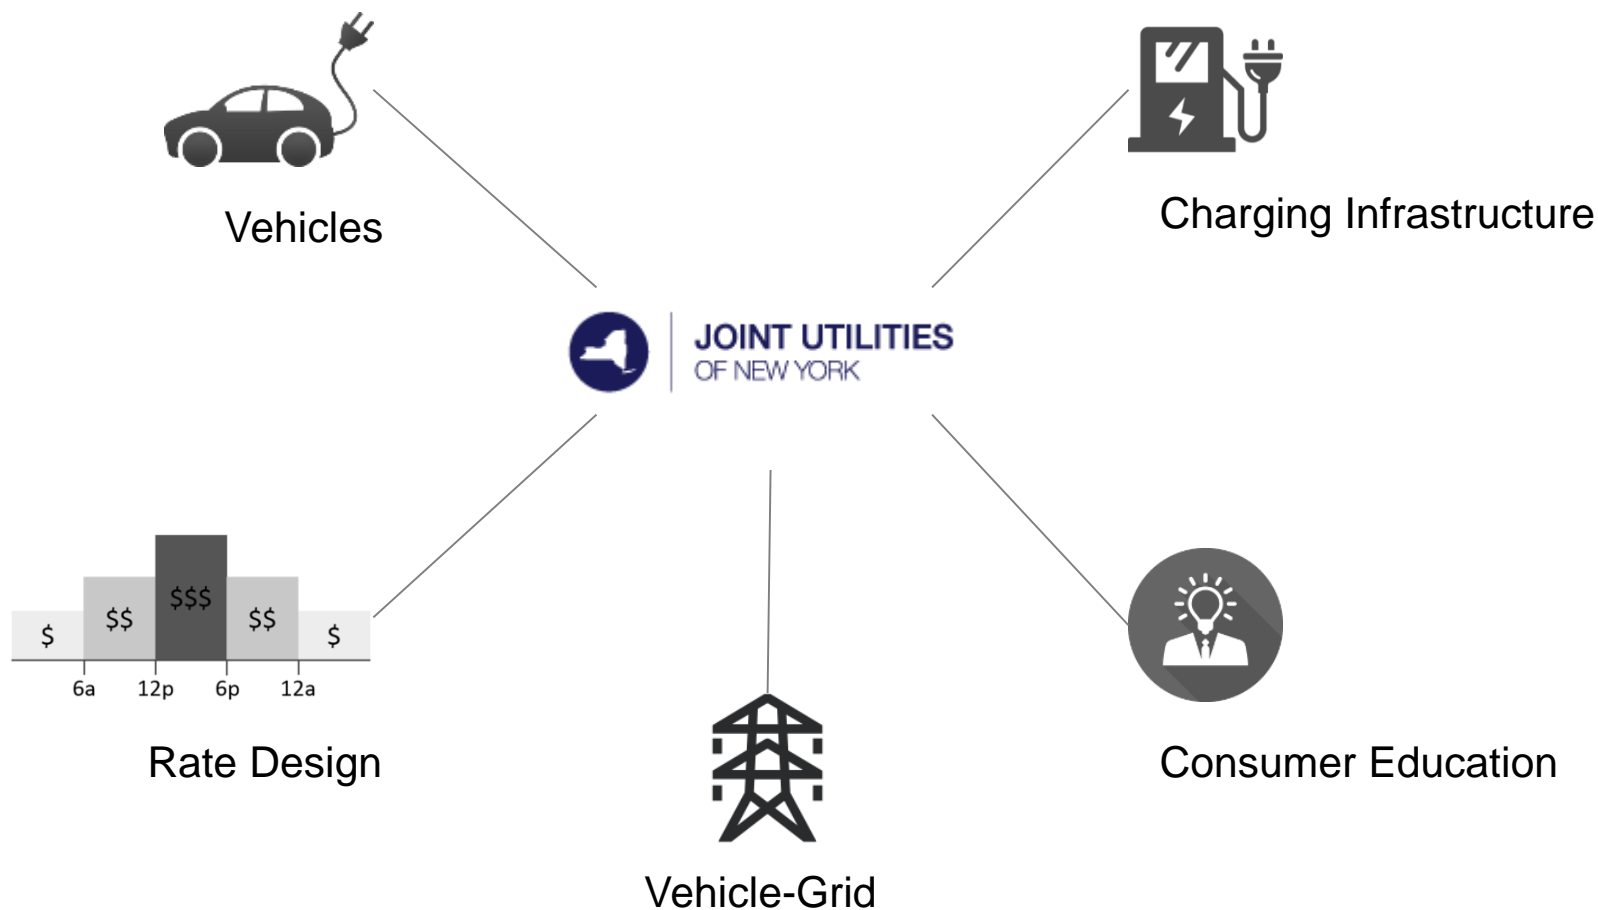 Vehicles
Charging Infrastructure
JOINT UTILITIES
OF NEW YORK
$ $$ $$$ $$ $
6a 12p 6p 12a
Rate Design
Consumer Education
Vehicle-Grid